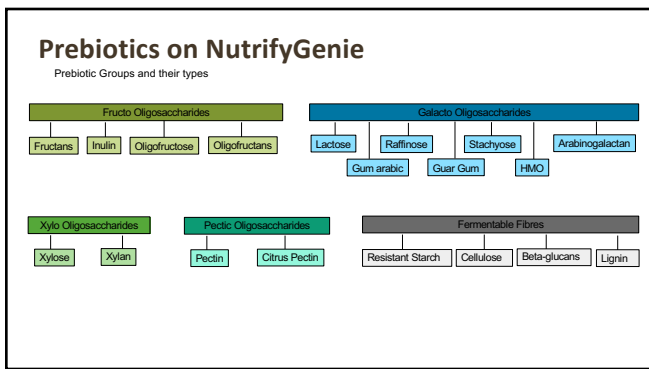 Prebiotics on NutrifyGenie
Prebiotic Groups and their types
Fructo Oligosaccharides
Fructans
Inulin
Oligofructose
Oligofructans
Galacto Oligosaccharides
Lactose
Raffinose
Stachyose
Arabinogalactan
Gum arabic
Guar Gum
HMO
Xylo Oligosaccharides
Xylose
Xylan
Pectic Oligosaccharides
Pectin
Citrus Pectin
Fermentable Fibres
Resistant Starch
Cellulose
Beta-glucans
Lignin